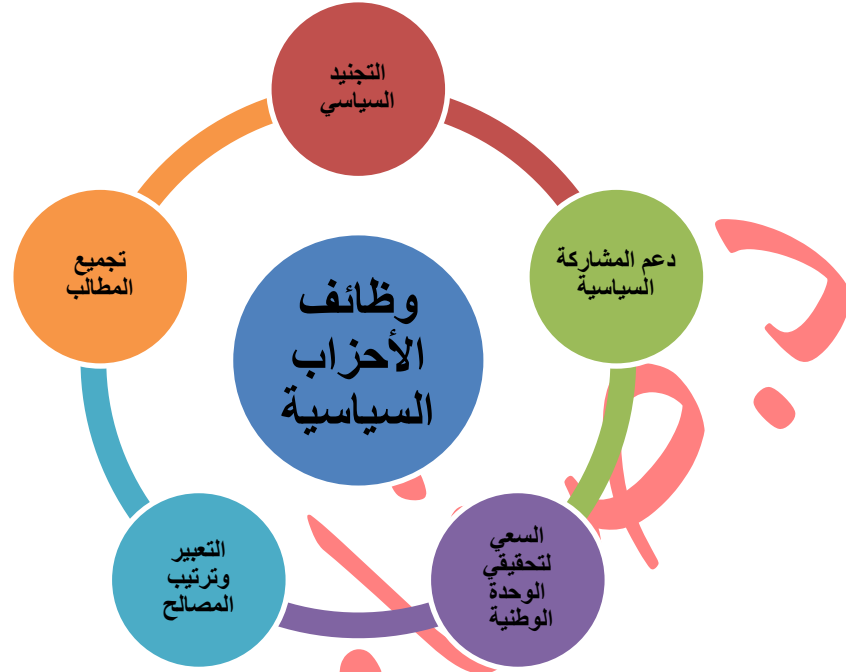 التجنيد
السياسي
دعم المشاركة
السياسية
السعي
لتحقيقي
الوحدة
الوطنية
التعبير
وترتيب
المصالح
تجميع
المطالب
وظائف
الأحزاب
السياسية